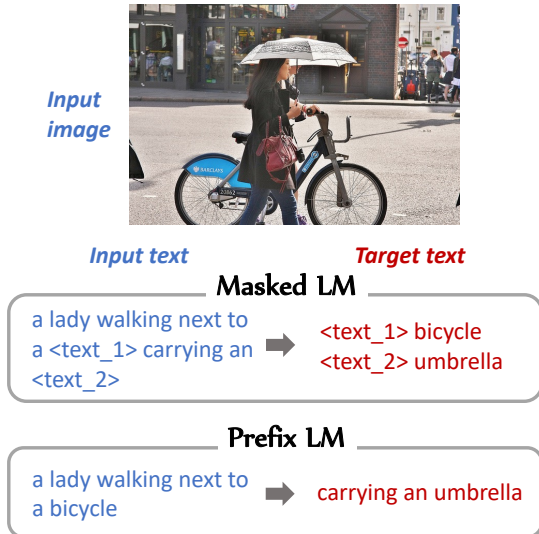 Input
image
BARCLAYS
Input text
Target text
Masked LM
a lady walking next to
a <text_1> carrying an
<text_2>
<text_1> bicycle
<text_2> umbrella
Prefix LM
a lady walking next to
a bicycle
carrying an umbrella